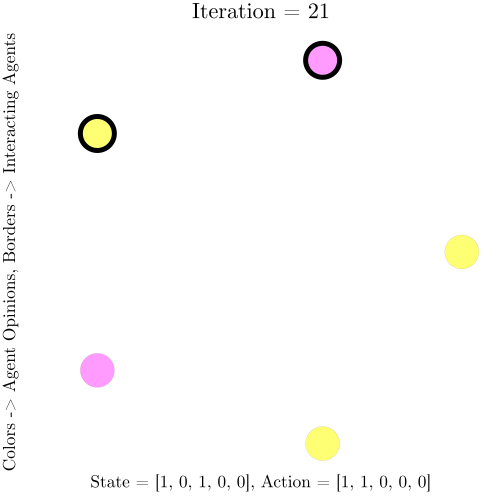 Iteration = 21
Colors -> Agent Opinions, Borders -> Interacting Agents
State = [1, 0, 1, 0, 0], Action = [1, 1, 0, 0, 0]